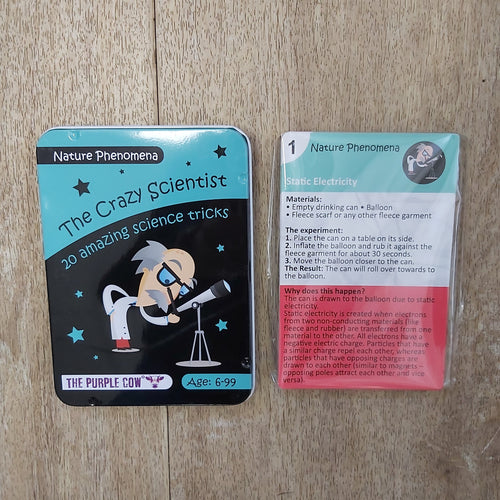 Nature Phenomena
The Crazy Scientist
20 amazing science tricks
THE PURPLE COW
Age: 6-99
1 Nature Phenomena
Static Electricity
Materials:
• Empty drinking can • Balloon
• Fleece scarf or any other fleece garment
The experiment:
1. Place the can on a table on its side.
2. Inflate the balloon and rub it against the
fleece garment for about 30 seconds.
3. Move the balloon closer to the can.
The Result: The can will roll over towards to
the balloon.
Why does this happen?
The can is drawn to the balloon due to static
electricity.
Static electricity is created when electrons
from two non-conducting materials (like
fleece and rubber) are transferred from one
material to the other. All electrons have a
negative electric charge. Particles that have
a similar charge repel each other, whereas
particles that have opposing charges are
drawn to each other (similar to magnets –
opposing poles attract each other and vice
versa).